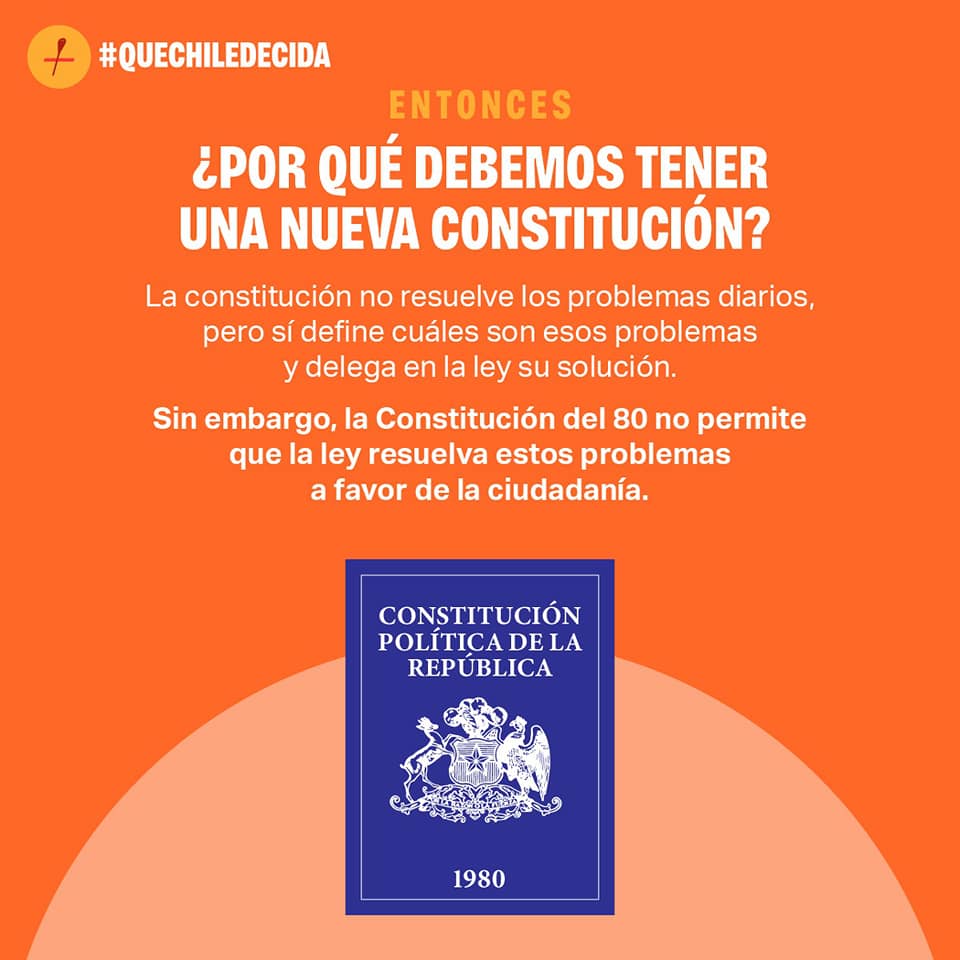 #QUECHILEDECIDA
ENTONCES
¿POR QUÉ DEBEMOS TENER
UNA NUEVA CONSTITUCIÓN?
La constitución no resuelve los problemas diarios,
pero sí define cuáles son esos problemas
y delega en la ley su solución.
Sin embargo, la Constitución del 80 no permite
que la ley resuelva estos problemas
a favor de la ciudadanía.
CONSTITUCIÓN
POLÍTICA DE LA
REPÚBLICA
1980